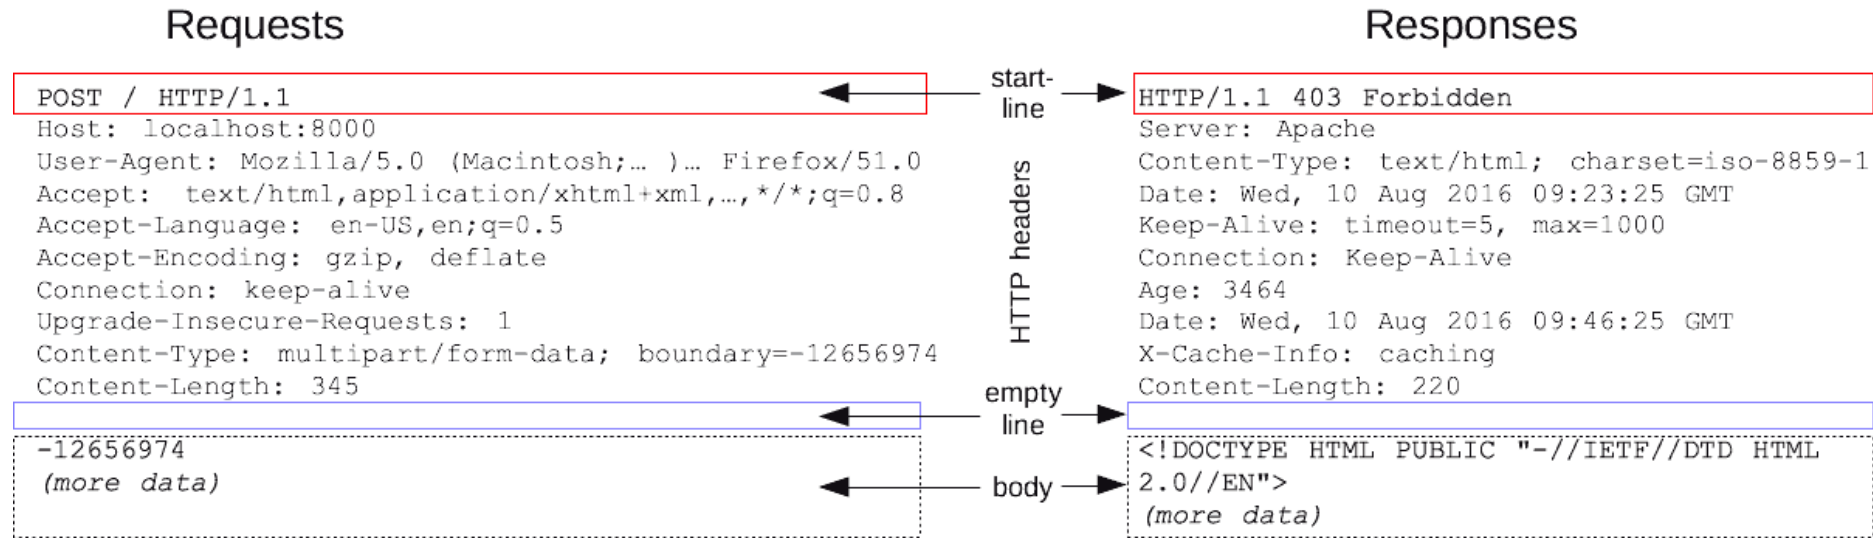 Requests
POST / HTTP/1.1
Host: localhost:8000
User-Agent: Mozilla/5.0 (Macintosh;… )… Firefox/51.0
Accept: text/html,application/xhtml+xml,…,*/*;q=0.8
Accept-Language: en-US,en;q=0.5
Accept-Encoding: gzip, deflate
Connection: keep-alive
Upgrade-Insecure-Requests: 1
Content-Type: multipart/form-data; boundary=-12656974
Content-Length: 345
-12656974
(more data)
start-
line
HTTP headers
empty
line
body
Responses
HTTP/1.1 403 Forbidden
Server: Apache
Content-Type: text/html; charset=iso-8859-1
Date: Wed, 10 Aug 2016 09:23:25 GMT
Keep-Alive: timeout=5, max=1000
Connection: Keep-Alive
Age: 3464
Date: Wed, 10 Aug 2016 09:46:25 GMT
X-Cache-Info: caching
Content-Length: 220
<!DOCTYPE HTML PUBLIC "-//IETF//DTD HTML
2.0//EN">
(more data)